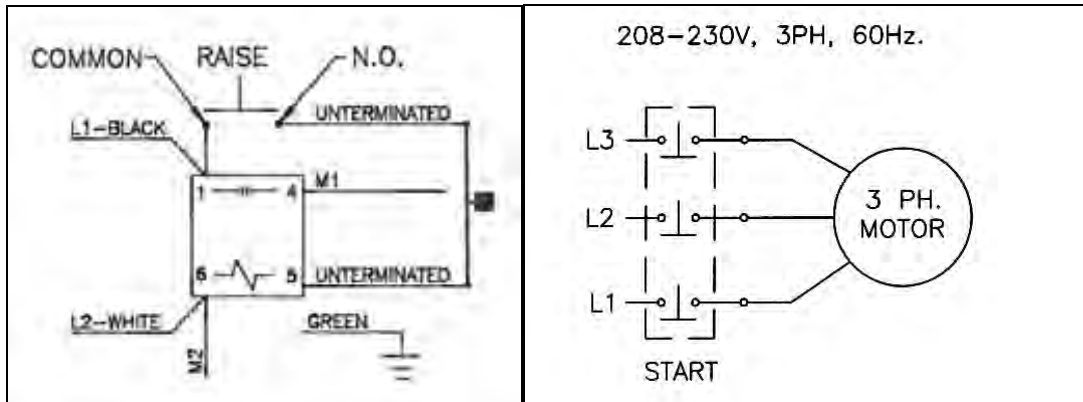 COMMON
RAISE
N.O.
UNTERMINATED
L1-BLACK
1
4
M1
6
5
UNTERMINATED
L2-WHITE
GREEN
M2
208-230V, 3PH, 60Hz.
L3
L2
L1
3 PH.
MOTOR
START